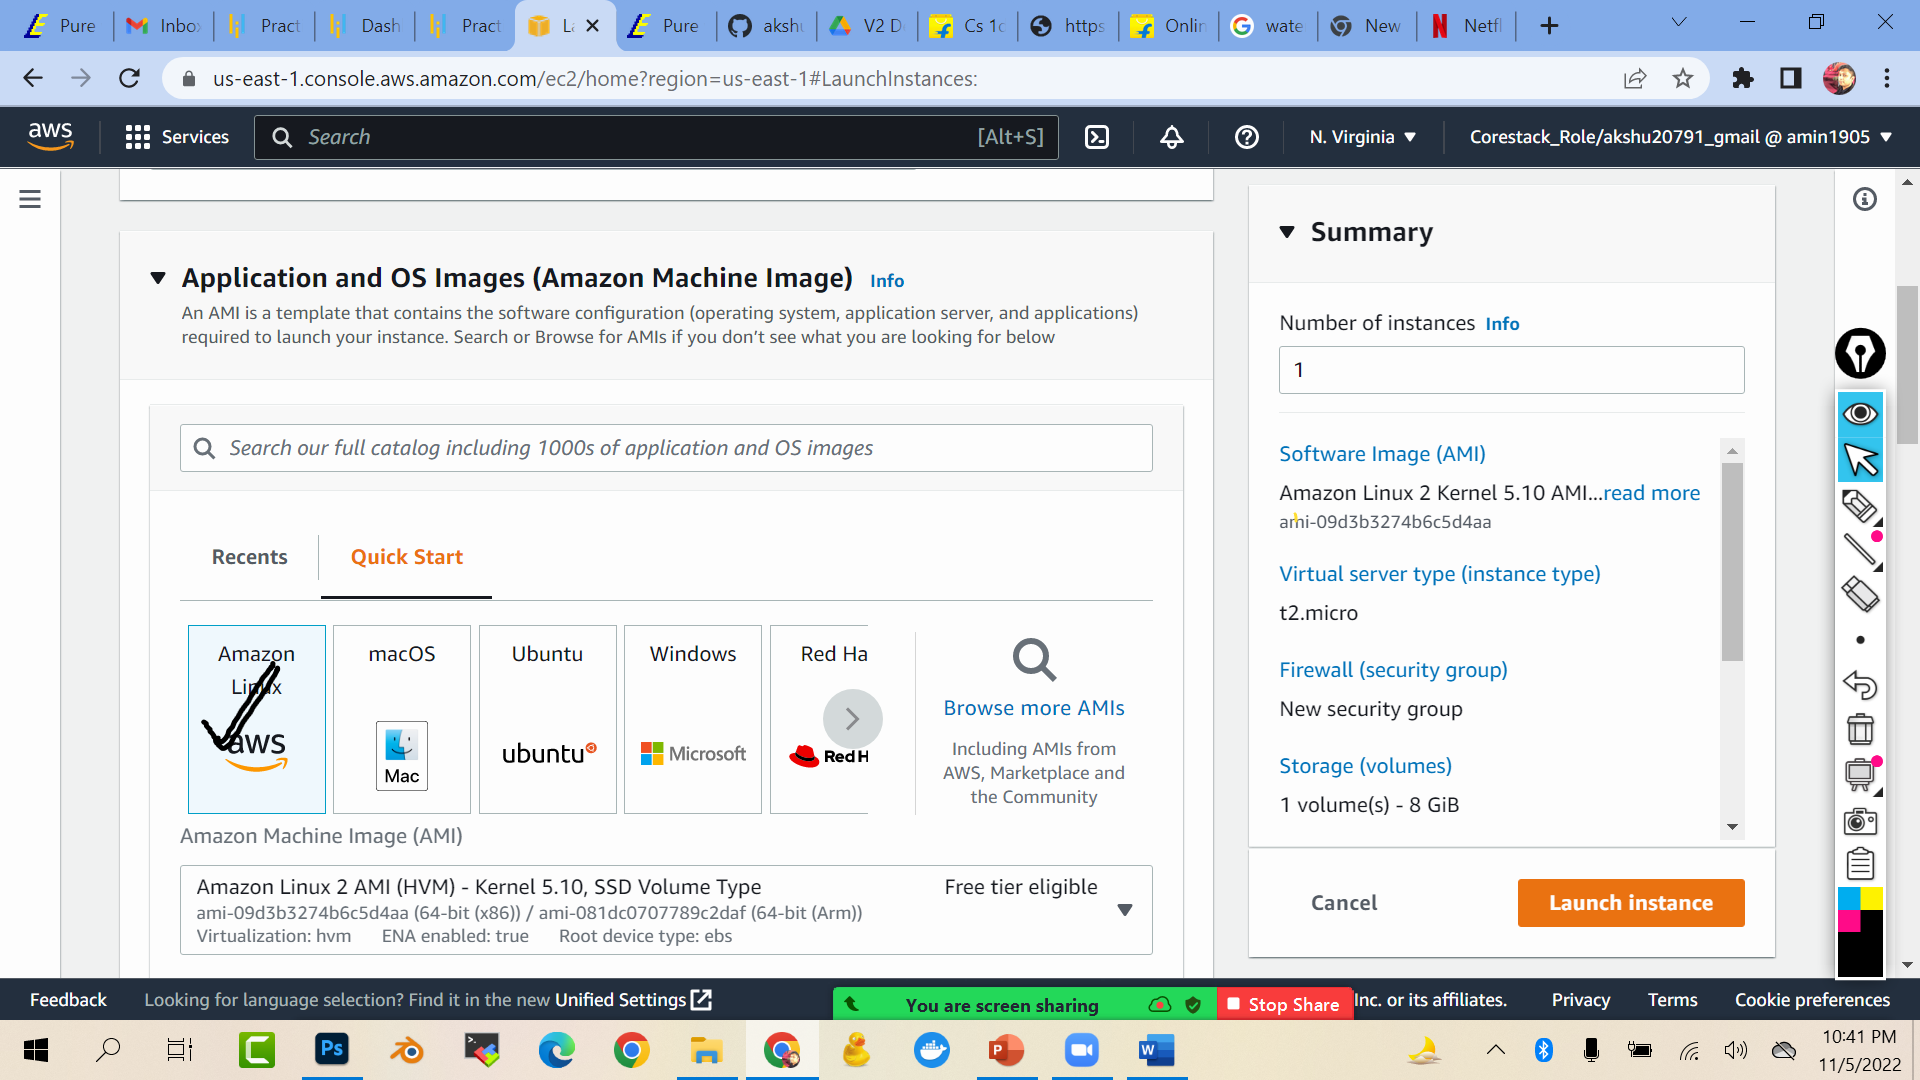 Pure
Inbo
Pract
Dash
Pract
La
Pure
akshu
V2 D
Cs 1c
https
Onlin
wate
New
Netfl
us-east-1.console.aws.amazon.com/ec2/home?region=us-east-1#LaunchInstances:
aws
Services
Search
[Alt+S]
N. Virginia
Corestack_Role/akshu20791_gmail @ amin1905
Application and OS Images (Amazon Machine Image) Info
An AMI is a template that contains the software configuration (operating system, application server, and applications)
required to launch your instance. Search or Browse for AMIs if you don’t see what you are looking for below
Search our full catalog including 1000s of application and OS images
Recents
Quick Start
Amazon
Linux
aws
macOS
Mac
Ubuntu
ubuntu
Windows
Microsoft
Red Ha
Red H
Browse more AMIs
Including AMIs from
AWS, Marketplace and
the Community
Amazon Machine Image (AMI)
Amazon Linux 2 AMI (HVM) - Kernel 5.10, SSD Volume Type
Free tier eligible
ami-09d3b3274b6c5d4aa (64-bit (x86)) / ami-081dc0707789c2daf (64-bit (Arm))
Virtualization: hvm ENA enabled: true Root device type: ebs
Summary
Number of instances Info
1
Software Image (AMI)
Amazon Linux 2 Kernel 5.10 AMI...read more
ami-09d3b3274b6c5d4aa
Virtual server type (instance type)
t2.micro
Firewall (security group)
New security group
Storage (volumes)
1 volume(s) - 8 GiB
Cancel
Launch instance
Feedback
Looking for language selection? Find it in the new Unified Settings
You are screen sharing
Stop Share
Inc. or its affiliates.
Privacy
Terms
Cookie preferences
Ps
P
W
10:41 PM
11/5/2022